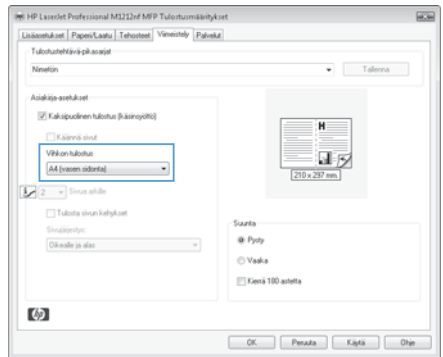 HP LaserJet Professional M1212nf MFP Tulostusmääritykset
Lisäasetukset Paperi/Laatu Tehosteet Viimeistely Palvelut
Tulostustehtävä-pikasarjat
Nimetön Tallenna
Asiakirja-asetukset
Kaksipuolinen tulostus (käsinsyöttö)
Käännä sivut
Vihkon tulostus
A4 (vasen sidonta)
2 Sivua arkille
Tulosta sivun kehykset
Sivujärjestys:
Oikealle ja alas
H
210 x 297 mm.
Suunta
Pysty
Vaaka
Kierrä 180 astetta
hp
OK Peruuta Käytä Ohje